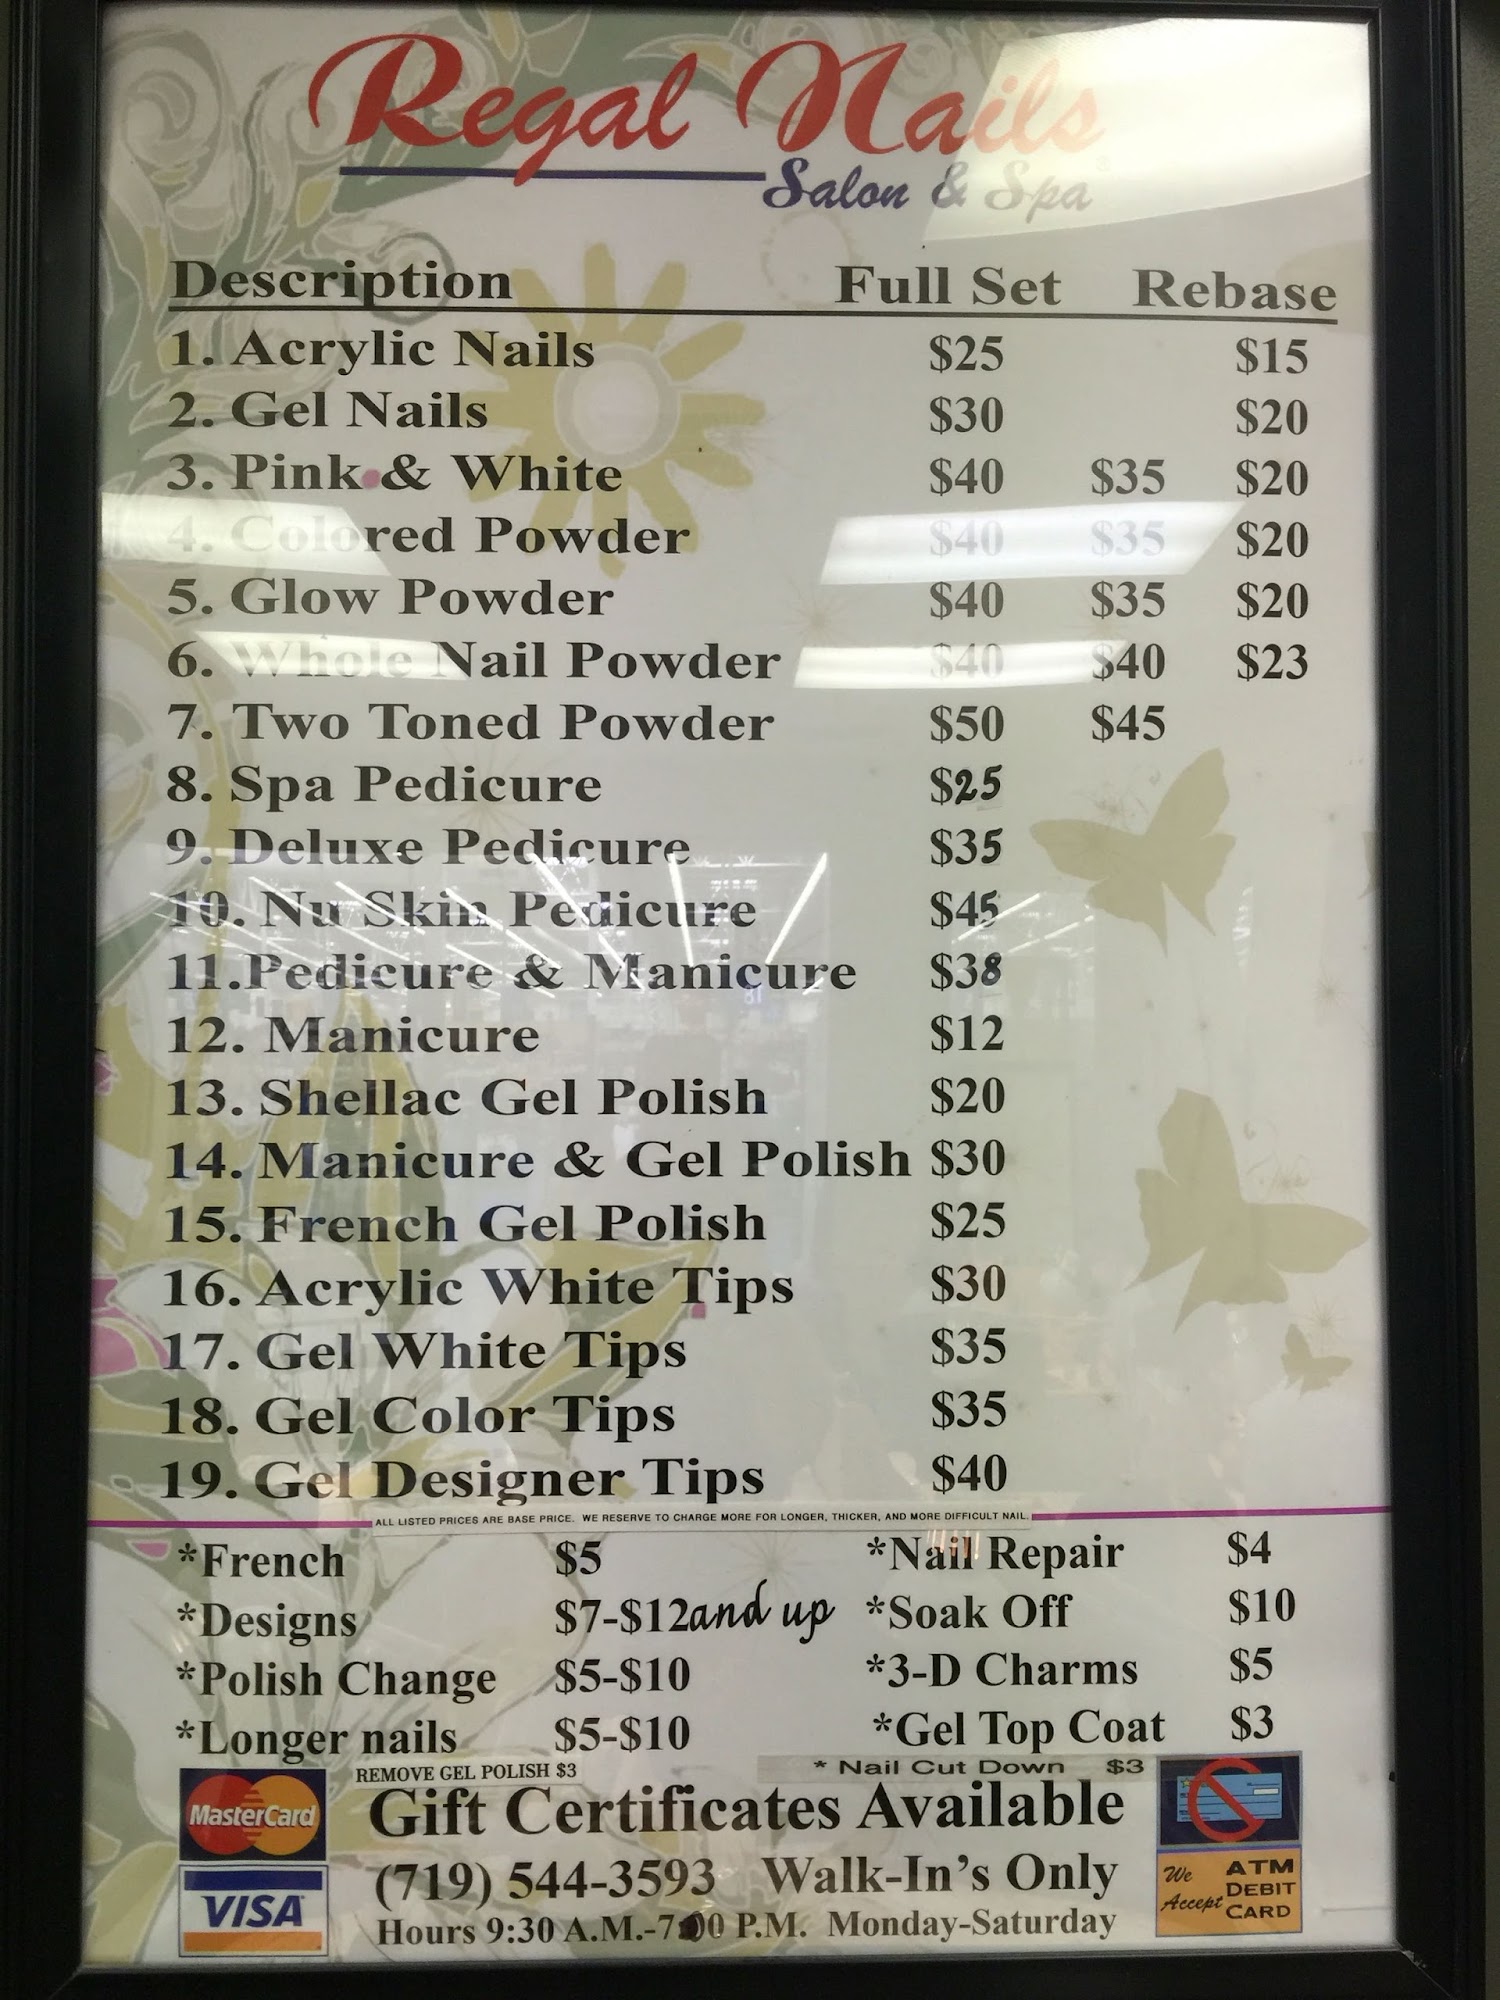 Regal Nails
Salon & Spa
Description Full Set Rebase
1. Acrylic Nails $25 $15
2. Gel Nails $30 $20
3. Pink & White $40 $35 $20
4. Colored Powder $40 $35 $20
5. Glow Powder $40 $35 $20
6. Whole Nail Powder $40 $40 $23
7. Two Toned Powder $50 $45
8. Spa Pedicure $25
9. Deluxe Pedicure $35
10. Nu Skin Pedicure $45
11.Pedicure & Manicure $38
12. Manicure $12
13. Shellac Gel Polish $20
14. Manicure & Gel Polish $30
15. French Gel Polish $25
16. Acrylic White Tips $30
17. Gel White Tips $35
18. Gel Color Tips $35
19. Gel Designer Tips $40
ALL LISTED PRICES ARE BASE PRICE. WE RESERVE TO CHARGE MORE FOR LONGER, THICKER, AND MORE DIFFICULT NAIL.
*French $5 *Nail Repair $4
*Designs $7-$12 and up *Soak Off $10
*Polish Change $5-$10 *3-D Charms $5
*Longer nails $5-$10 *Gel Top Coat $3
REMOVE GEL POLISH $3 * Nail Cut Down $3
MasterCard Gift Certificates Available
(719) 544-3593 Walk-In's Only
VISA We Accept ATM DEBIT CARD
Hours 9:30 A.M.-7:00 P.M. Monday-Saturday